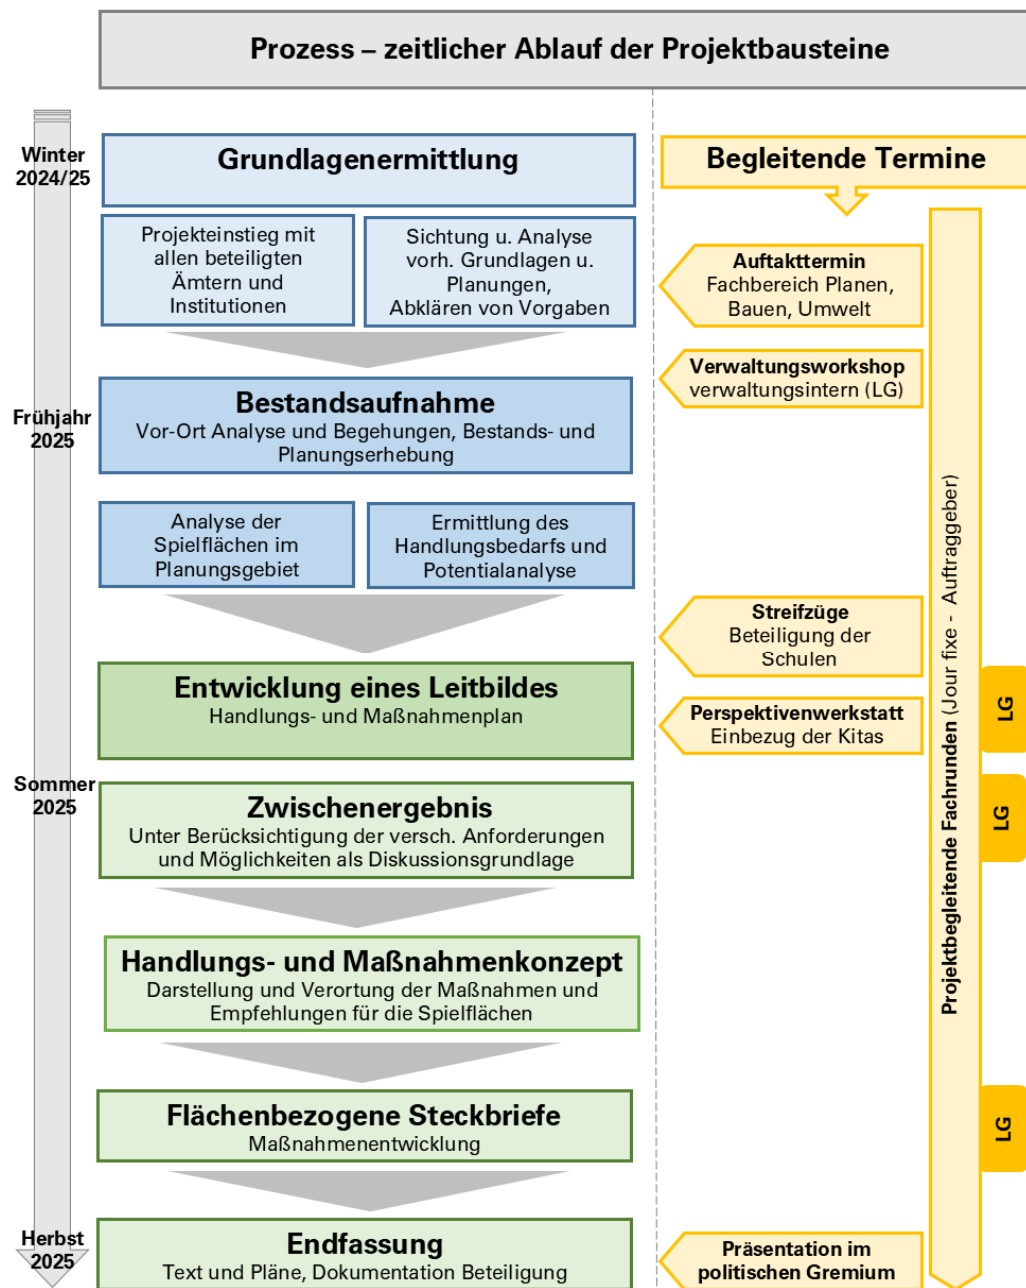 Prozess – zeitlicher Ablauf der Projektbausteine
Winter
2024/25
Grundlagenermittlung
Begleitende Termine
Projekteinstieg mit
allen beteiligten
Ämtern und
Institutionen
Sichtung u. Analyse
vorh. Grundlagen u.
Planungen,
Abklären von Vorgaben
Auftakttermin
Fachbereich Planen,
Bauen, Umwelt
Verwaltungsworkshop
verwaltungsintern (LG)
Frühjahr
2025
Bestandsaufnahme
Vor-Ort Analyse und Begehungen, Bestands- und
Planungserhebung
Analyse der
Spielflächen im
Planungsgebiet
Ermittlung des
Handlungsbedarfs und
Potentialanalyse
Streifzüge
Beteiligung der
Schulen
Entwicklung eines Leitbildes
Handlungs- und Maßnahmenplan
Perspektivenwerkstatt
Einbezug der Kitas
Sommer
2025
Zwischenergebnis
Unter Berücksichtigung der versch. Anforderungen
und Möglichkeiten als Diskussionsgrundlage
Handlungs- und Maßnahmenkonzept
Darstellung und Verortung der Maßnahmen und
Empfehlungen für die Spielflächen
Flächenbezogene Steckbriefe
Maßnahmenentwicklung
Herbst
2025
Endfassung
Text und Pläne, Dokumentation Beteiligung
Präsentation im
politischen Gremium
Projektbegleitende Fachrunden (Jour fixe - Auftraggeber)
LG
LG
LG